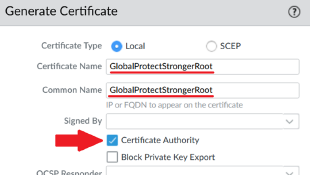 Generate Certificate
Certificate Type Local SCEP
Certificate Name GlobalProtectStrongerRoot
Common Name GlobalProtectStrongerRoot
IP or FQDN to appear on the certificate
Signed By
Certificate Authority
Block Private Key Export
OCSP Responder